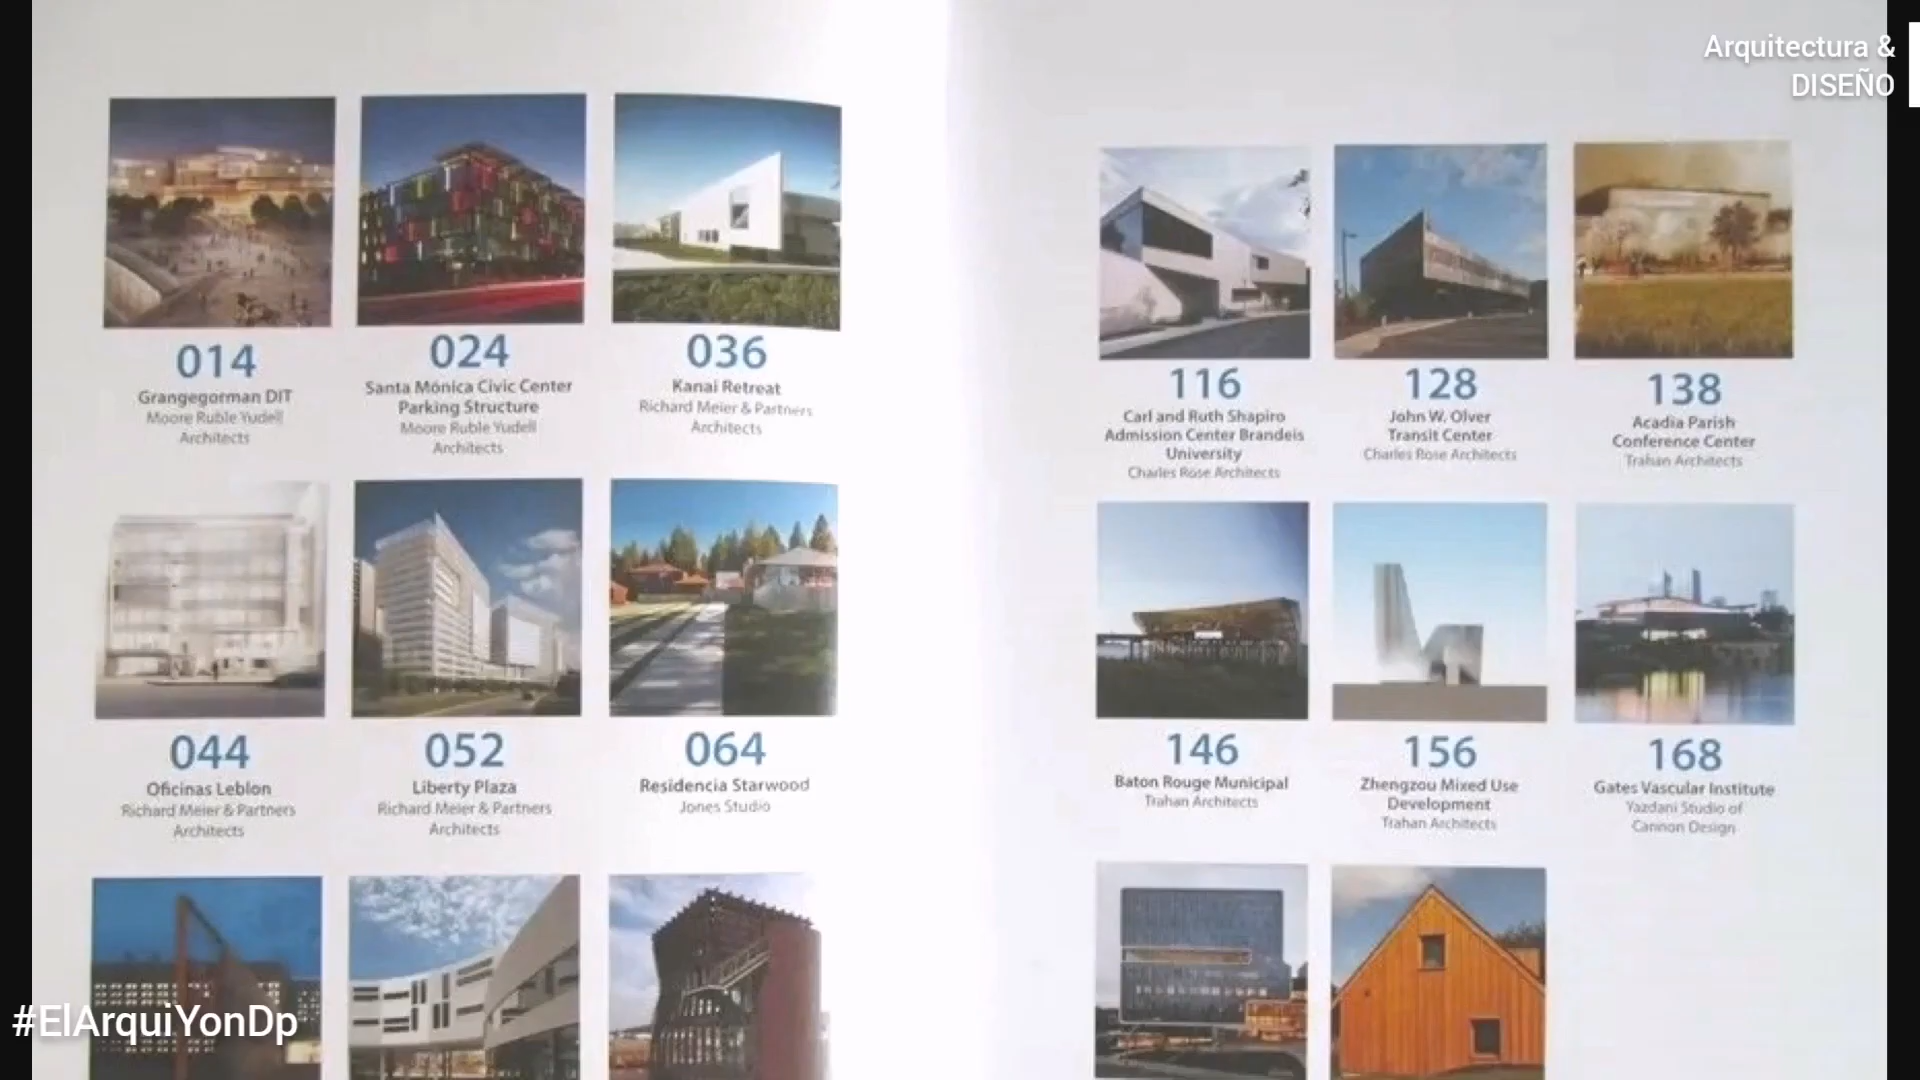 Arquitectura &
DISEÑO
014
Grangegorman DIT
Moore Ruble Yudell
Architects
024
Santa Mónica Civic Center
Parking Structure
Moore Ruble Yudell
Architects
036
Kanai Retreat
Richard Meier & Partners
Architects
044
Oficinas Leblon
Richard Meier & Partners
Architects
052
Liberty Plaza
Richard Meier & Partners
Architects
064
Residencia Starwood
Jones Studio
116
Carl and Ruth Shapiro
Admission Center Brandeis
University
Charles Rose Architects
128
John W. Olver
Transit Center
Charles Rose Architects
138
Acadia Parish
Conference Center
Trahan Architects
146
Baton Rouge Municipal
Trahan Architects
156
Zhengzou Mixed Use
Development
Trahan Architects
168
Gates Vascular Institute
Yazdani Studio of
Cannon Design
#ElArquiYonDp